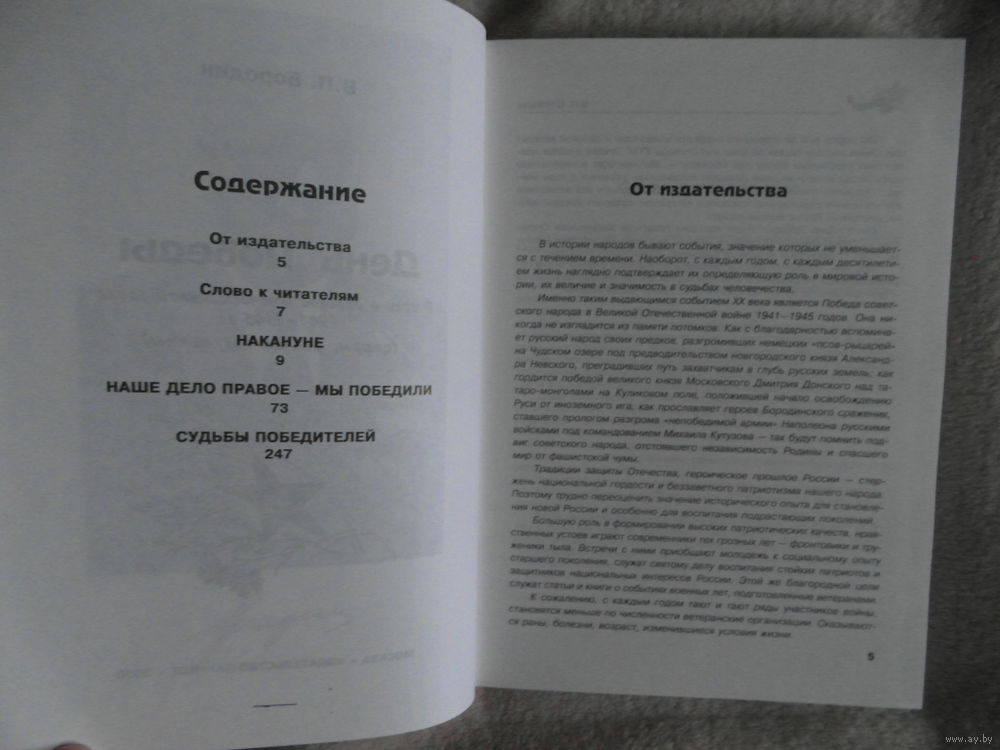 Содержание
От издательства
5
Слово к читателям
7
НАКАНУНЕ
9
НАШЕ ДЕЛО ПРАВОЕ — МЫ ПОБЕДИЛИ
73
СУДЬБЫ ПОБЕДИТЕЛЕЙ
247
От издательства
В истории народов бывают события, значение которых не уменьшает-
ся с течением времени. Наоборот, с каждым годом, с каждым десятилети-
ем жизнь наглядно подтверждает их определяющую роль в мировой исто-
рии, их величие и значимость в судьбах человечества.
Именно таким выдающимся событием XX века является Победа совет-
ского народа в Великой Отечественной войне 1941—1945 годов. Она ни-
когда не изгладится из памяти потомков. Как с благодарностью вспомина-
ет русский народ своих предков, разгромивших немецких «псов-рыцарей»
на Чудском озере под предводительством новгородского князя Александ-
ра Невского, преградивших путь захватчикам в глубь русских земель; как
гордится победой великого князя Московского Дмитрия Донского над та-
таро-монголами на Куликовом поле, положившей начало освобождению
Руси от иноземного ига, как прославляет героев Бородинского сражения,
ставшего прологом разгрома «непобедимой армии» Наполеона русскими
войсками под командованием Михаила Кутузова — так будут помнить под-
виг советского народа, отстоявшего независимость Родины и спасшего
мир от фашистской чумы.
Традиции защиты Отечества, героическое прошлое России — стер-
жень национальной гордости и беззаветного патриотизма нашего народа.
Поэтому трудно переоценить значение исторического опыта для становле-
ния новой России и особенно для воспитания подрастающих поколений.
Большую роль в формировании высоких патриотических качеств, нрав-
ственных устоев играют современники тех грозных лет — фронтовики и тру-
женики тыла. Встречи с ними приобщают молодежь к социальному опыту
старшего поколения, служат святому делу воспитания стойких патриотов и
защитников национальных интересов России. Этой же благородной цели
служат статьи и книги о событиях военных лет, подготовленные ветеранами.
К сожалению, с каждым годом тают и тают ряды участников войны,
становятся меньше по численности ветеранские организации. Сказывают-
ся раны, болезни, возраст, изменившиеся условия жизни.
5
www.ay.by